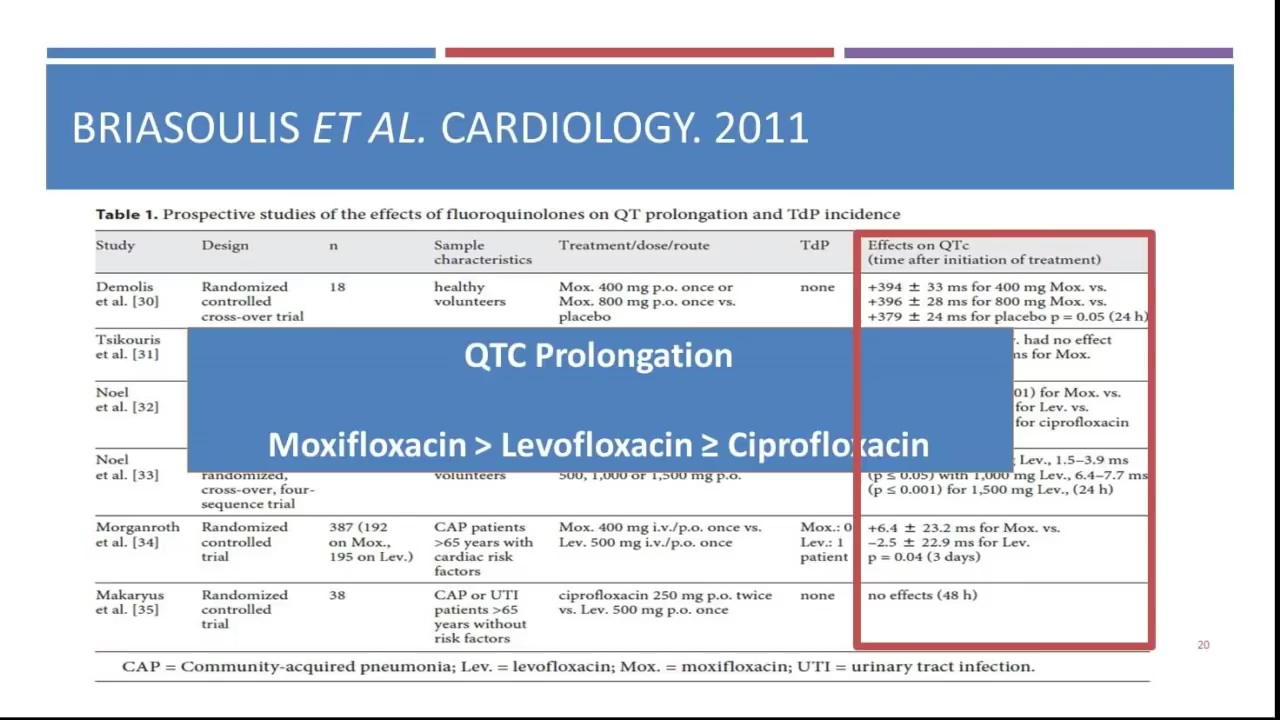 BRIASOULIS ET AL. CARDIOLOGY. 2011
Table 1. Prospective studies of the effects of fluoroquinolones on QT prolongation and TdP incidence
Study Design n Sample characteristics Treatment/dose/route TdP Effects on QTc (time after initiation of treatment)
Demolis Randomized 18 healthy Mox. 400 mg p.o. once or none +394 ± 33 ms for 400 mg Mox. vs.
et al. [30] controlled volunteers Mox. 800 mg p.o. once vs. +396 ± 28 ms for 800 mg Mox. vs.
cross-over trial placebo +379 ± 24 ms for placebo p = 0.05 (24 h)
Tsikouris . had no effect
et al. [31] ms for Mox.
QTC Prolongation
Noel 01) for Mox. vs.
et al. [32] for Lev. vs.
for ciprofloxacin
Moxifloxacin > Levofloxacin ≥ Ciprofloxacin
Noel Lev., 1.5–3.9 ms
et al. [33] randomized, volunteers 500, 1,000 or 1,500 mg p.o. (p ≤ 0.05) with 1,000 mg Lev., 6.4–7.7 ms
cross-over, four- (p ≤ 0.001) for 1,500 mg Lev., (24 h)
sequence trial
Morganroth Randomized 387 (192 CAP patients Mox. 400 mg i.v./p.o. once vs. Mox.: 0 +6.4 ± 23.2 ms for Mox. vs.
et al. [34] controlled on Mox., >65 years with Lev. 500 mg i.v./p.o. once Lev.: 1 –2.5 ± 22.9 ms for Lev.
trial 195 on Lev.) cardiac risk patient p = 0.04 (3 days)
factors
Makaryus Randomized 38 CAP or UTI ciprofloxacin 250 mg p.o. twice none no effects (48 h)
et al. [35] controlled patients >65 vs. Lev. 500 mg p.o. once
trial years without
risk factors
CAP = Community-acquired pneumonia; Lev. = levofloxacin; Mox. = moxifloxacin; UTI = urinary tract infection.
20